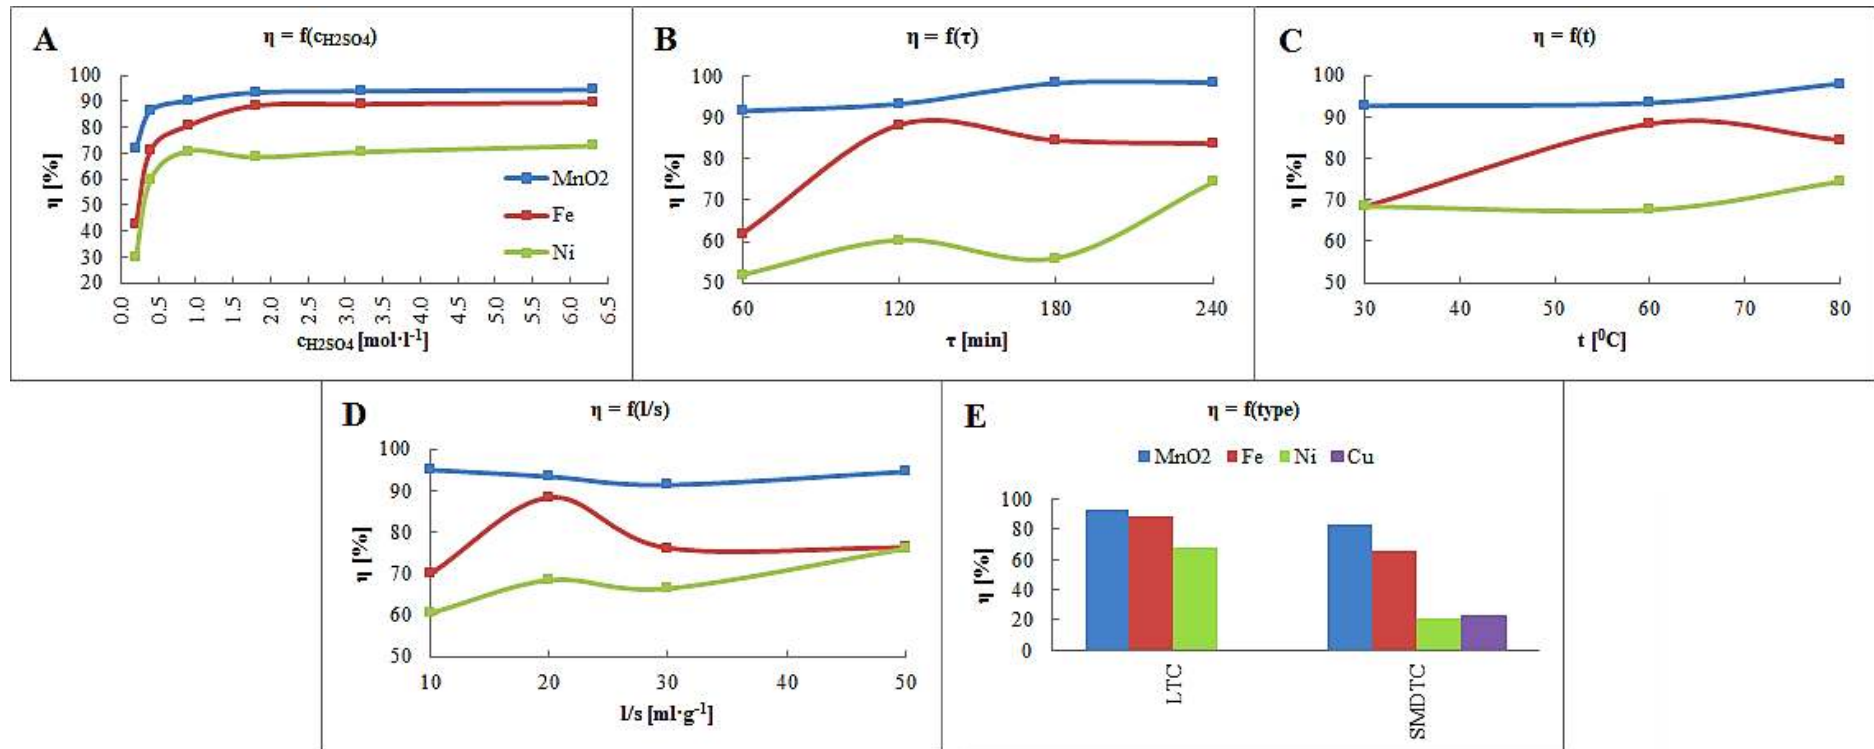 A
η = f(cH2SO4)
η [%]
100
90
80
70
60
50
40
30
20
MnO2
Fe
Ni
0.0 0.5 1.0 1.5 2.0 2.5 3.0 3.5 4.0 4.5 5.0 5.5 6.0 6.5
cH2SO4 [mol·l-1]
B
η = f(τ)
η [%]
100
90
80
70
60
50
60 120 180 240
τ [min]
C
η = f(t)
η [%]
100
90
80
70
60
50
30 40 50 60 70 80
t [0C]
D
η = f(l/s)
η [%]
100
90
80
70
60
50
10 20 30 40 50
l/s [ml·g-1]
E
η = f(type)
MnO2 Fe Ni Cu
η [%]
100
80
60
40
20
0
LTC SMDTC